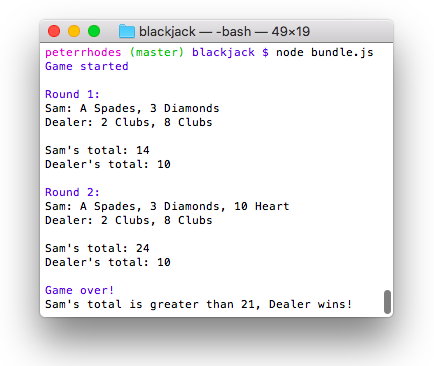 blackjack — -bash — 49×19
peterrhodes (master) blackjack $ node bundle.js
Game started
Round 1:
Sam: A Spades, 3 Diamonds
Dealer: 2 Clubs, 8 Clubs
Sam's total: 14
Dealer's total: 10
Round 2:
Sam: A Spades, 3 Diamonds, 10 Heart
Dealer: 2 Clubs, 8 Clubs
Sam's total: 24
Dealer's total: 10
Game over!
Sam's total is greater than 21, Dealer wins!